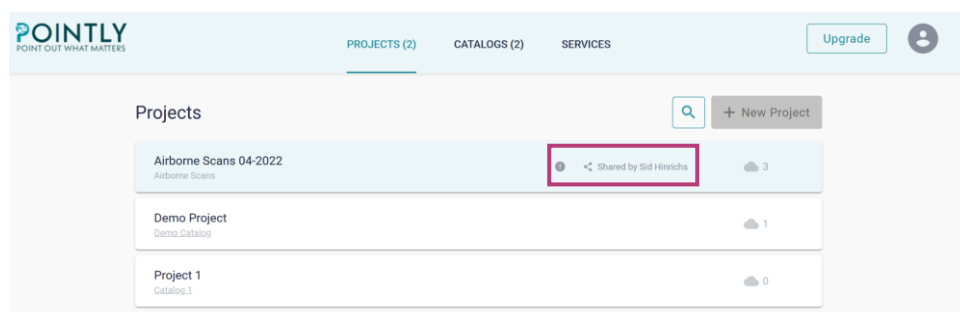 POINTLY
POINT OUT WHAT MATTERS
PROJECTS (2) CATALOGS (2) SERVICES Upgrade
Projects
+ New Project
Airborne Scans 04-2022
Airborne Scans
Shared by Sid Hinrichs 3
Demo Project
Demo Catalog
1
Project 1
Catalog 1
0